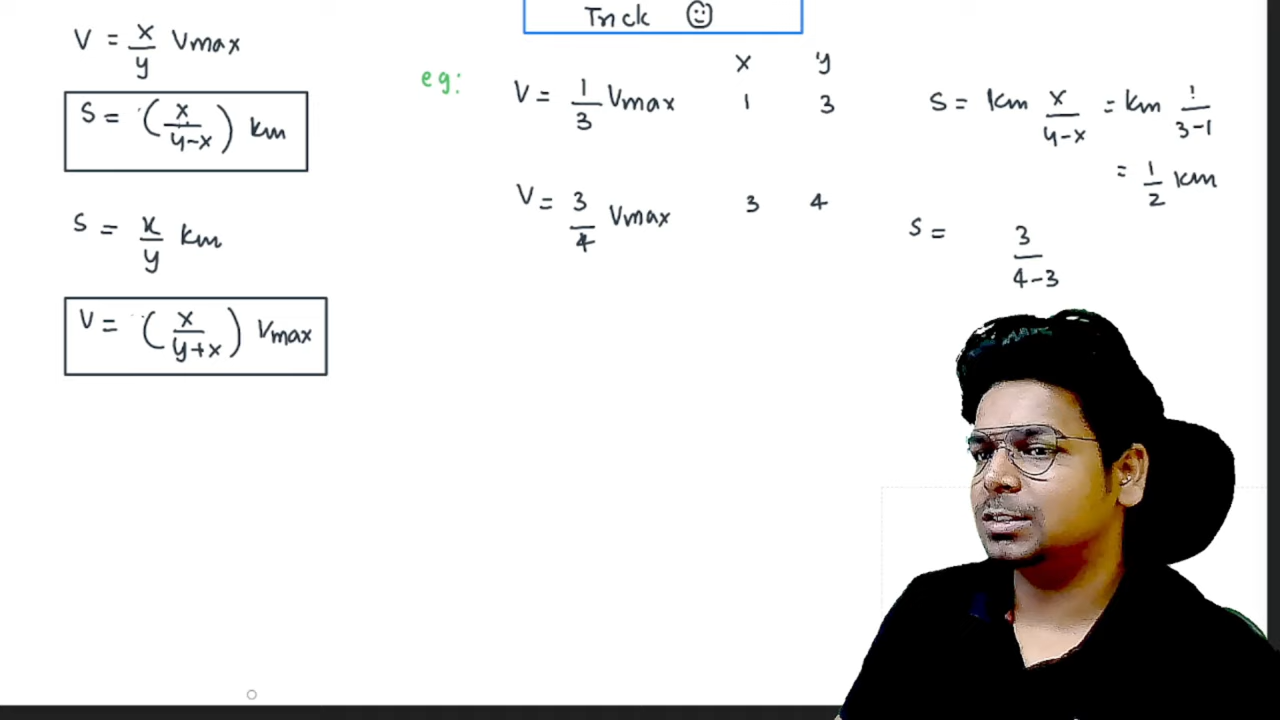 Trick ☺
V = x/y Vmax
S = (x/y-x) km
S = x/y km
V = (x/y+x) Vmax
eg:
x y
V = 1/3 Vmax 1 3
S = km x/y-x = km 1/3-1
= 1/2 km
V = 3/4 Vmax 3 4
S = 3/4-3